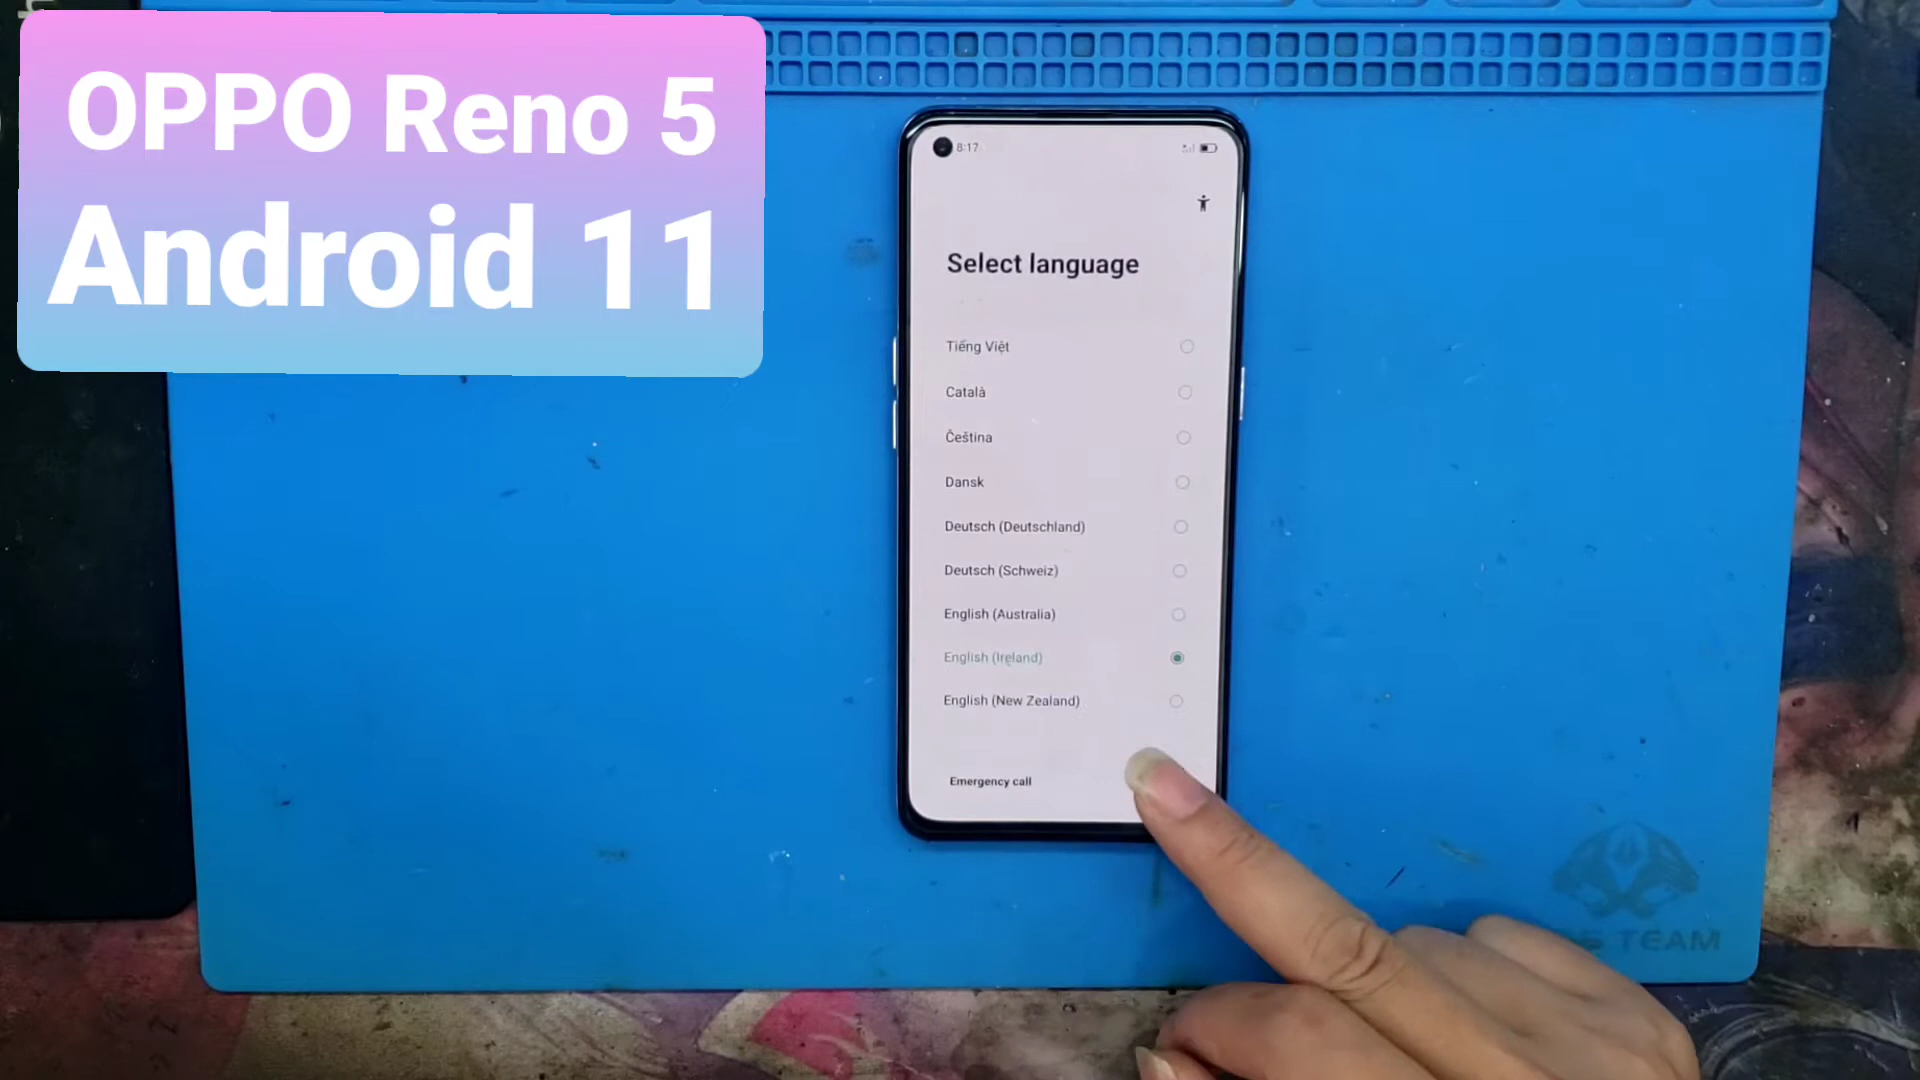 OPPO Reno 5
Android 11
8:17
Select language
Tiếng Việt
Català
Čeština
Dansk
Deutsch (Deutschland)
Deutsch (Schweiz)
English (Australia)
English (Ireland)
English (New Zealand)
Emergency call
TEAM